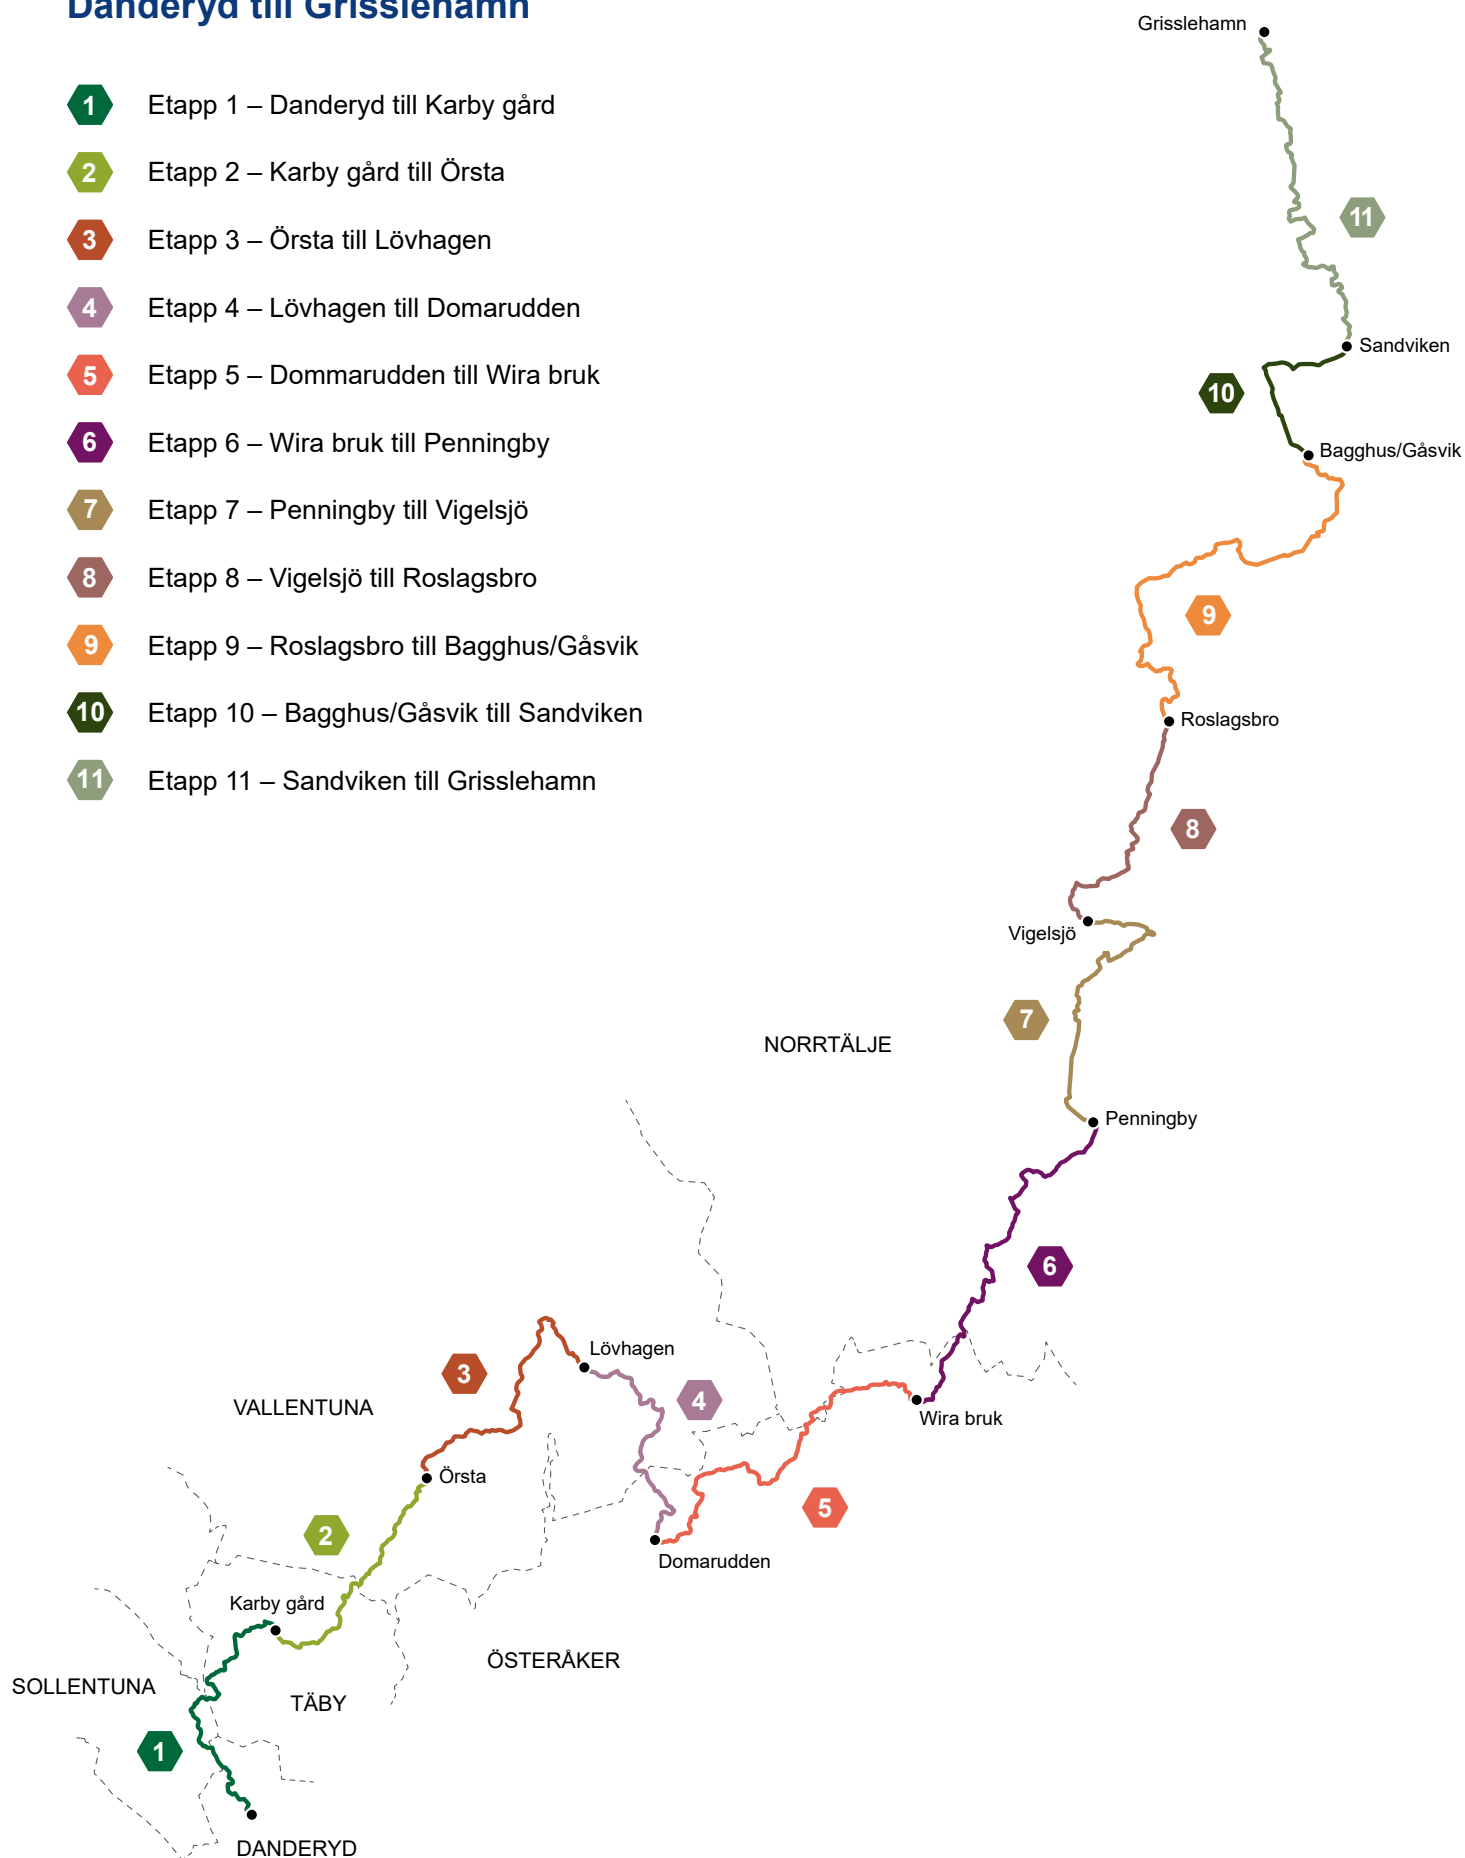 Danderyd till Grisslehamn
1 Etapp 1 – Danderyd till Karby gård
2 Etapp 2 – Karby gård till Örsta
3 Etapp 3 – Örsta till Lövhagen
4 Etapp 4 – Lövhagen till Domarudden
5 Etapp 5 – Dommarudden till Wira bruk
6 Etapp 6 – Wira bruk till Penningby
7 Etapp 7 – Penningby till Vigelsjö
8 Etapp 8 – Vigelsjö till Roslagsbro
9 Etapp 9 – Roslagsbro till Bagghus/Gåsvik
10 Etapp 10 – Bagghus/Gåsvik till Sandviken
11 Etapp 11 – Sandviken till Grisslehamn
Grisslehamn
11
Sandviken
10
Bagghus/Gåsvik
9
Roslagsbro
8
Vigelsjö
7
NORRTÄLJE
Penningby
6
Lövhagen
3
4
VALLENTUNA
Wira bruk
Örsta
5
2
Domarudden
Karby gård
ÖSTERÅKER
SOLLENTUNA
TÄBY
1
DANDERYD